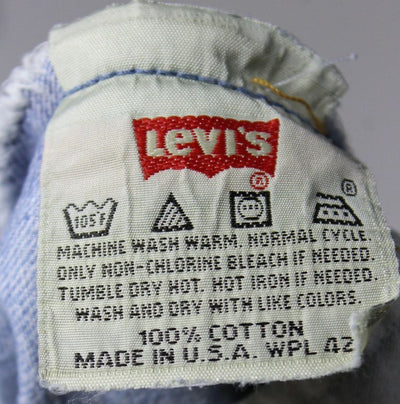 Levi's
®
105F
®
MACHINE WASH WARM. NORMAL CYCLE.
ONLY NON-CHLORINE BLEACH IF NEEDED.
TUMBLE DRY HOT. HOT IRON IF NEEDED.
WASH AND DRY WITH LIKE COLORS.
100% COTTON
MADE IN U.S.A. WPL 42